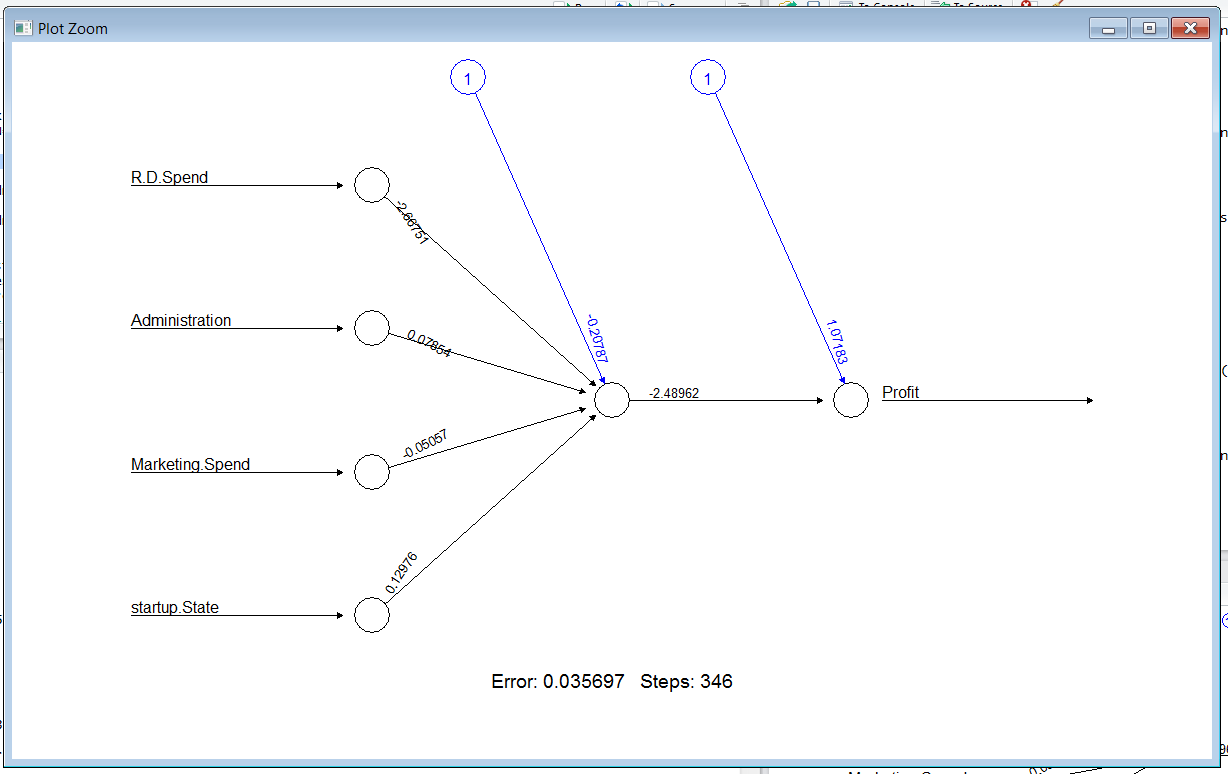 Plot Zoom
1
1
R.D.Spend
-2.66751
Administration
0.07854
-0.20787
1.07183
-2.48962
Profit
Marketing.Spend
-0.05057
startup.State
0.12976
Error: 0.035697 Steps: 346